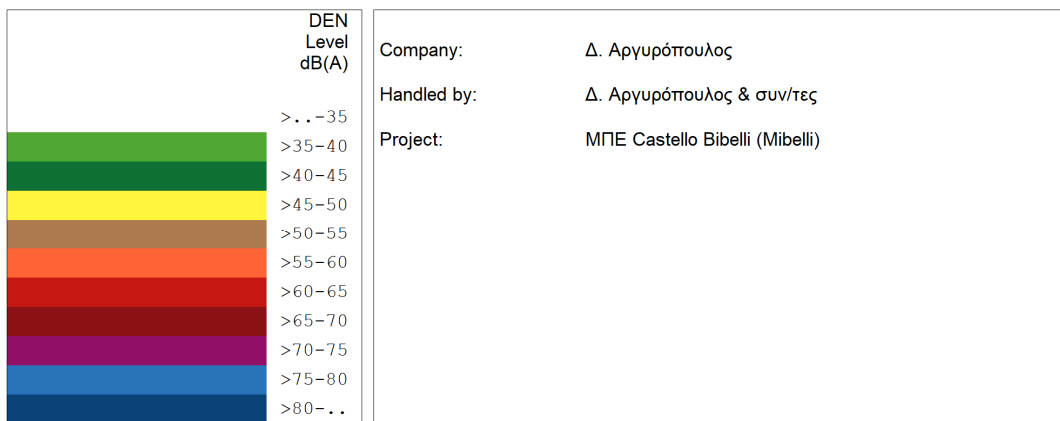 DEN
Level
dB(A)
>..-35
>35-40
>40-45
>45-50
>50-55
>55-60
>60-65
>65-70
>70-75
>75-80
>80-..
Company: Δ. Αργυρόπουλος
Handled by: Δ. Αργυρόπουλος & συν/τες
Project: ΜΠΕ Castello Bibelli (Mibelli)